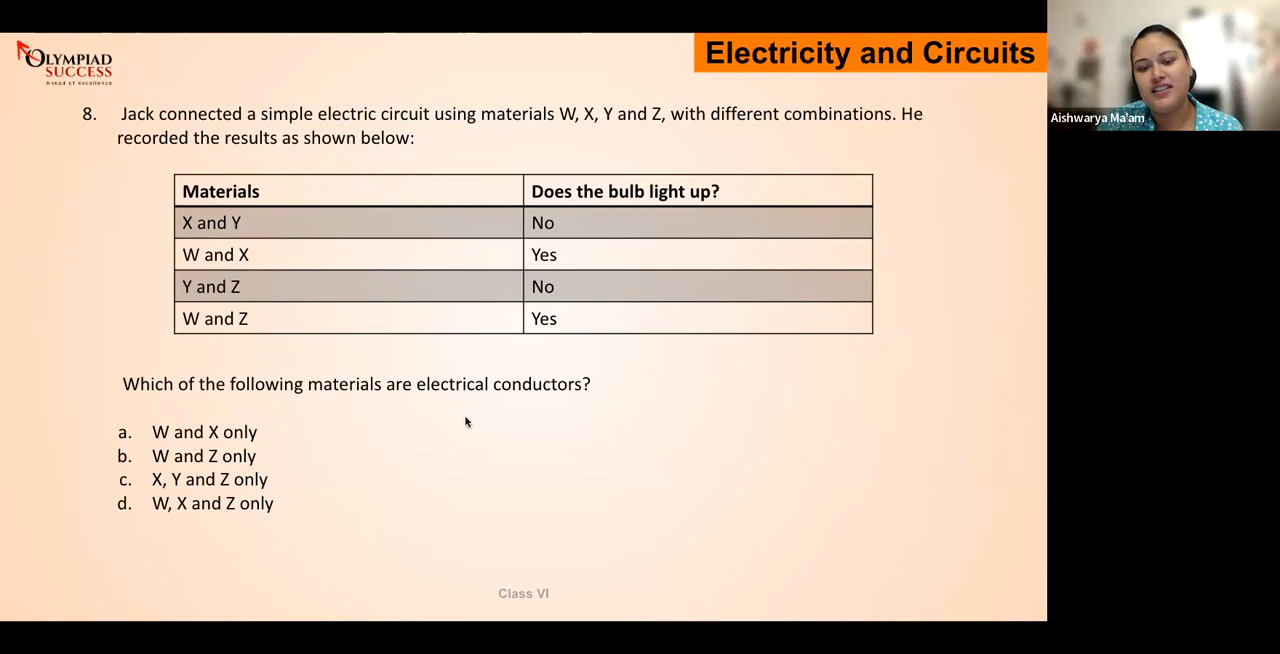 OLYMPIAD
SUCCESS
Ahead of excellence
Electricity and Circuits
Aishwarya Ma'am
8. Jack connected a simple electric circuit using materials W, X, Y and Z, with different combinations. He
recorded the results as shown below:
Materials Does the bulb light up?
X and Y No
W and X Yes
Y and Z No
W and Z Yes
Which of the following materials are electrical conductors?
a. W and X only
b. W and Z only
c. X, Y and Z only
d. W, X and Z only
Class VI